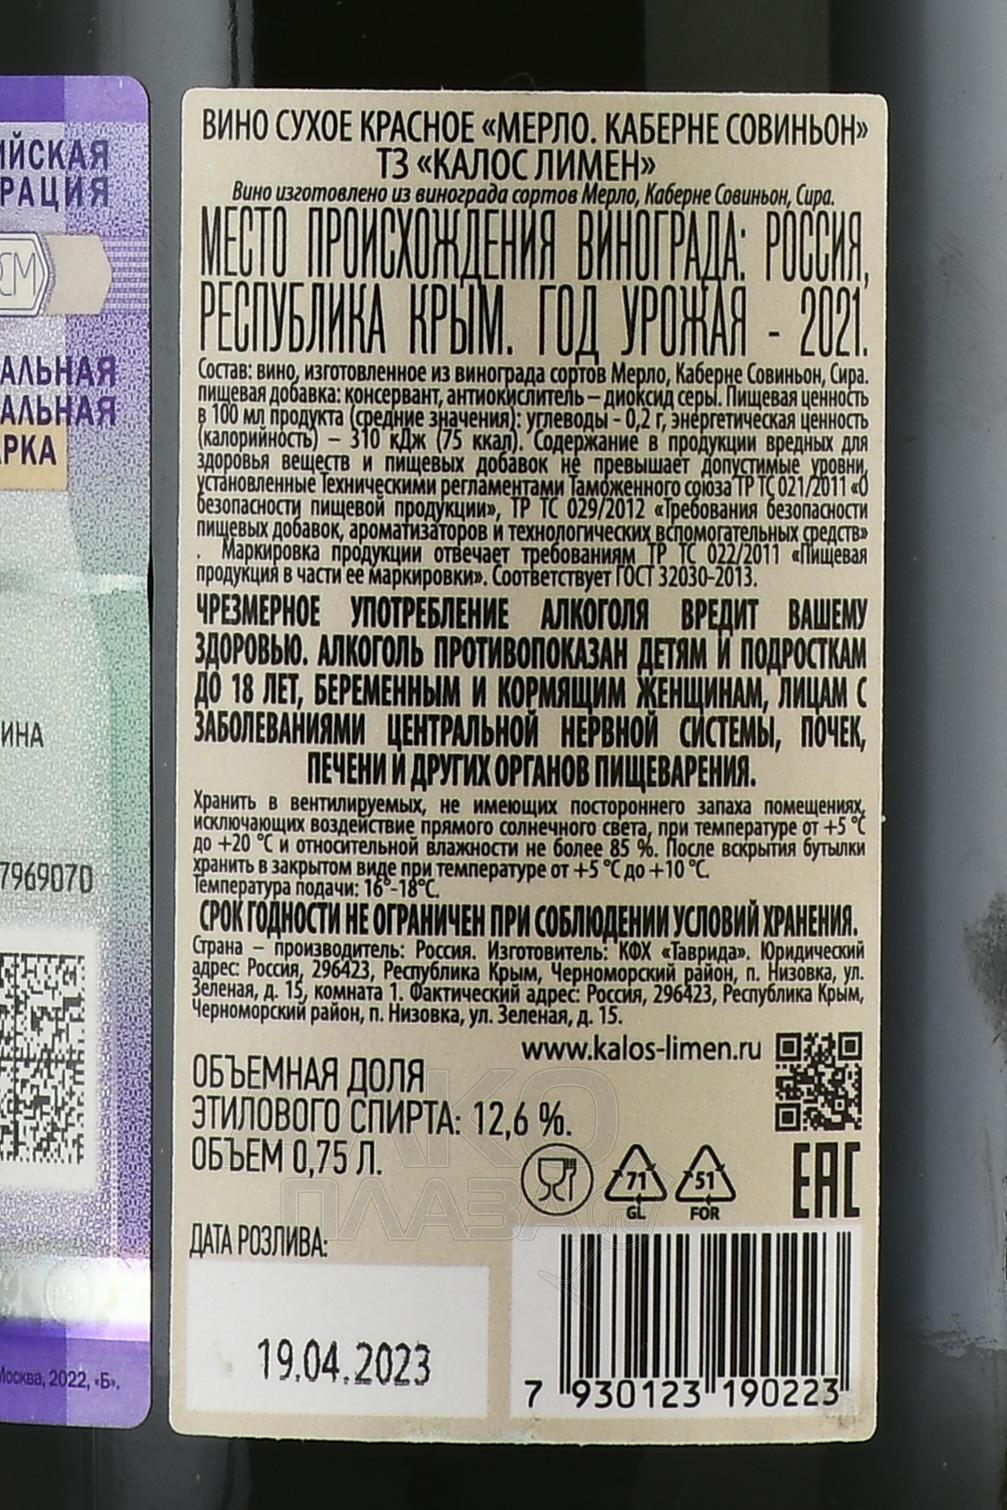 ВИНО СУХОЕ КРАСНОЕ «МЕРЛО. КАБЕРНЕ СОВИНЬОН»
ТЗ «КАЛОС ЛИМЕН»
Вино изготовлено из винограда сортов Мерло, Каберне Совиньон, Сира.
МЕСТО ПРОИСХОЖДЕНИЯ ВИНОГРАДА: РОССИЯ,
РЕСПУБЛИКА КРЫМ. ГОД УРОЖАЯ - 2021.
Состав: вино, изготовленное из винограда сортов Мерло, Каберне Совиньон, Сира.
пищевая добавка: консервант, антиокислитель – диоксид серы. Пищевая ценность
в 100 мл продукта (средние значения): углеводы - 0,2 г, энергетическая ценность
(калорийность) – 310 кДж (75 ккал). Содержание в продукции вредных для
здоровья веществ и пищевых добавок не превышает допустимые уровни,
установленные Техническими регламентами Таможенного союза ТР ТС 021/2011 «О
безопасности пищевой продукции», ТР ТС 029/2012 «Требования безопасности
пищевых добавок, ароматизаторов и технологических вспомогательных средств»
. Маркировка продукции отвечает требованиям ТР ТС 022/2011 «Пищевая
продукция в части ее маркировки». Соответствует ГОСТ 32030-2013.
ЧРЕЗМЕРНОЕ УПОТРЕБЛЕНИЕ АЛКОГОЛЯ ВРЕДИТ ВАШЕМУ
ЗДОРОВЬЮ. АЛКОГОЛЬ ПРОТИВОПОКАЗАН ДЕТЯМ И ПОДРОСТКАМ
ДО 18 ЛЕТ, БЕРЕМЕННЫМ И КОРМЯЩИМ ЖЕНЩИНАМ, ЛИЦАМ С
ЗАБОЛЕВАНИЯМИ ЦЕНТРАЛЬНОЙ НЕРВНОЙ СИСТЕМЫ, ПОЧЕК,
ПЕЧЕНИ И ДРУГИХ ОРГАНОВ ПИЩЕВАРЕНИЯ.
Хранить в вентилируемых, не имеющих постороннего запаха помещениях,
исключающих воздействие прямого солнечного света, при температуре от +5 °С
до +20 °С и относительной влажности не более 85 %. После вскрытия бутылки
хранить в закрытом виде при температуре от +5 °С до +10 °С.
Температура подачи: 16°-18°С.
СРОК ГОДНОСТИ НЕ ОГРАНИЧЕН ПРИ СОБЛЮДЕНИИ УСЛОВИЙ ХРАНЕНИЯ.
Страна – производитель: Россия. Изготовитель: КФХ «Таврида». Юридический
адрес: Россия, 296423, Республика Крым, Черноморский район, п. Низовка, ул.
Зеленая, д. 15, комната 1. Фактический адрес: Россия, 296423, Республика Крым,
Черноморский район, п. Низовка, ул. Зеленая, д. 15.
www.kalos-limen.ru
ОБЪЕМНАЯ ДОЛЯ
ЭТИЛОВОГО СПИРТА: 12,6 %.
ОБЪЕМ 0,75 Л.
71
GL
51
FOR
EAC
ДАТА РОЗЛИВА:
19.04.2023
7 930123 190223
АКО
ПЛАЗА.ru
ИЙСКАЯ
РАЦИЯ
СМ
АЛЬНАЯ
АЛЬНАЯ
АРКА
ИНА
7969070
Москва, 2022, «Б».